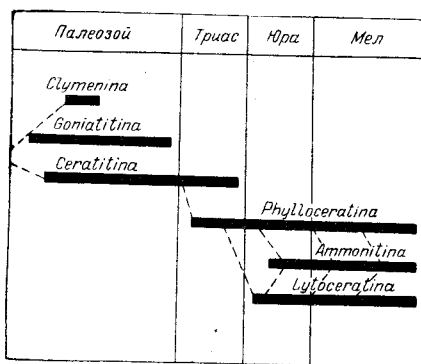 Палеозой Триас Юра Мел
Clymenina
Goniatitina
Ceratitina
Phylloceratina
Ammonitina
Lytoceratina